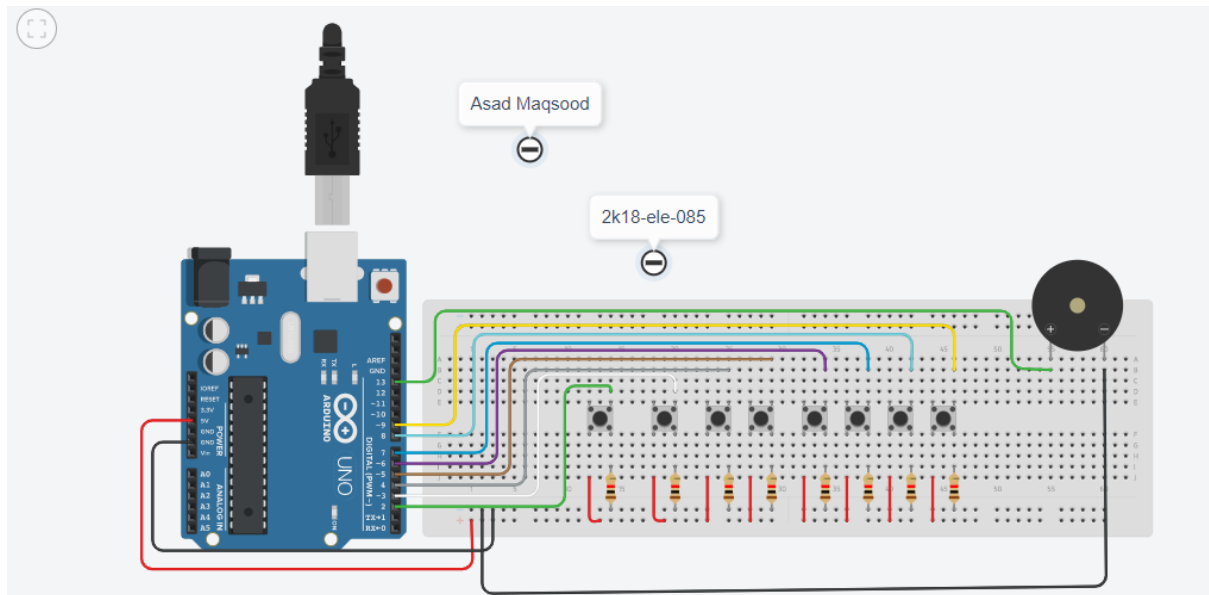 Asad Maqsood
2k18-ele-085
AREF
GND
13
12
~11
~10
~9
8
7
~6
~5
4
~3
2
TX→1
RX←0
DIGITAL (PWM~)
IOREF
RESET
3.3V
5V
GND
GND
Vin
POWER
A0
A1
A2
A3
A4
A5
ANALOG IN
RX
TX
L
ARDUINO
UNO
ON